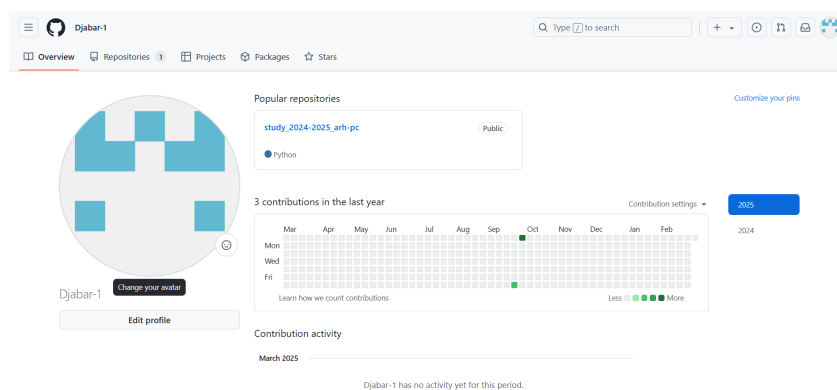 Djabar-1
Type / to search
Overview
Repositories 1
Projects
Packages
Stars
Popular repositories
Customize your pins
study_2024-2025_arh-pc
Public
Python
3 contributions in the last year
Contribution settings
2025
2024
Mar Apr May Jun Jul Aug Sep Oct Nov Dec Jan Feb
Mon
Wed
Fri
Learn how we count contributions
Less More
Change your avatar
Djabar-1
Edit profile
Contribution activity
March 2025
Djabar-1 has no activity yet for this period.